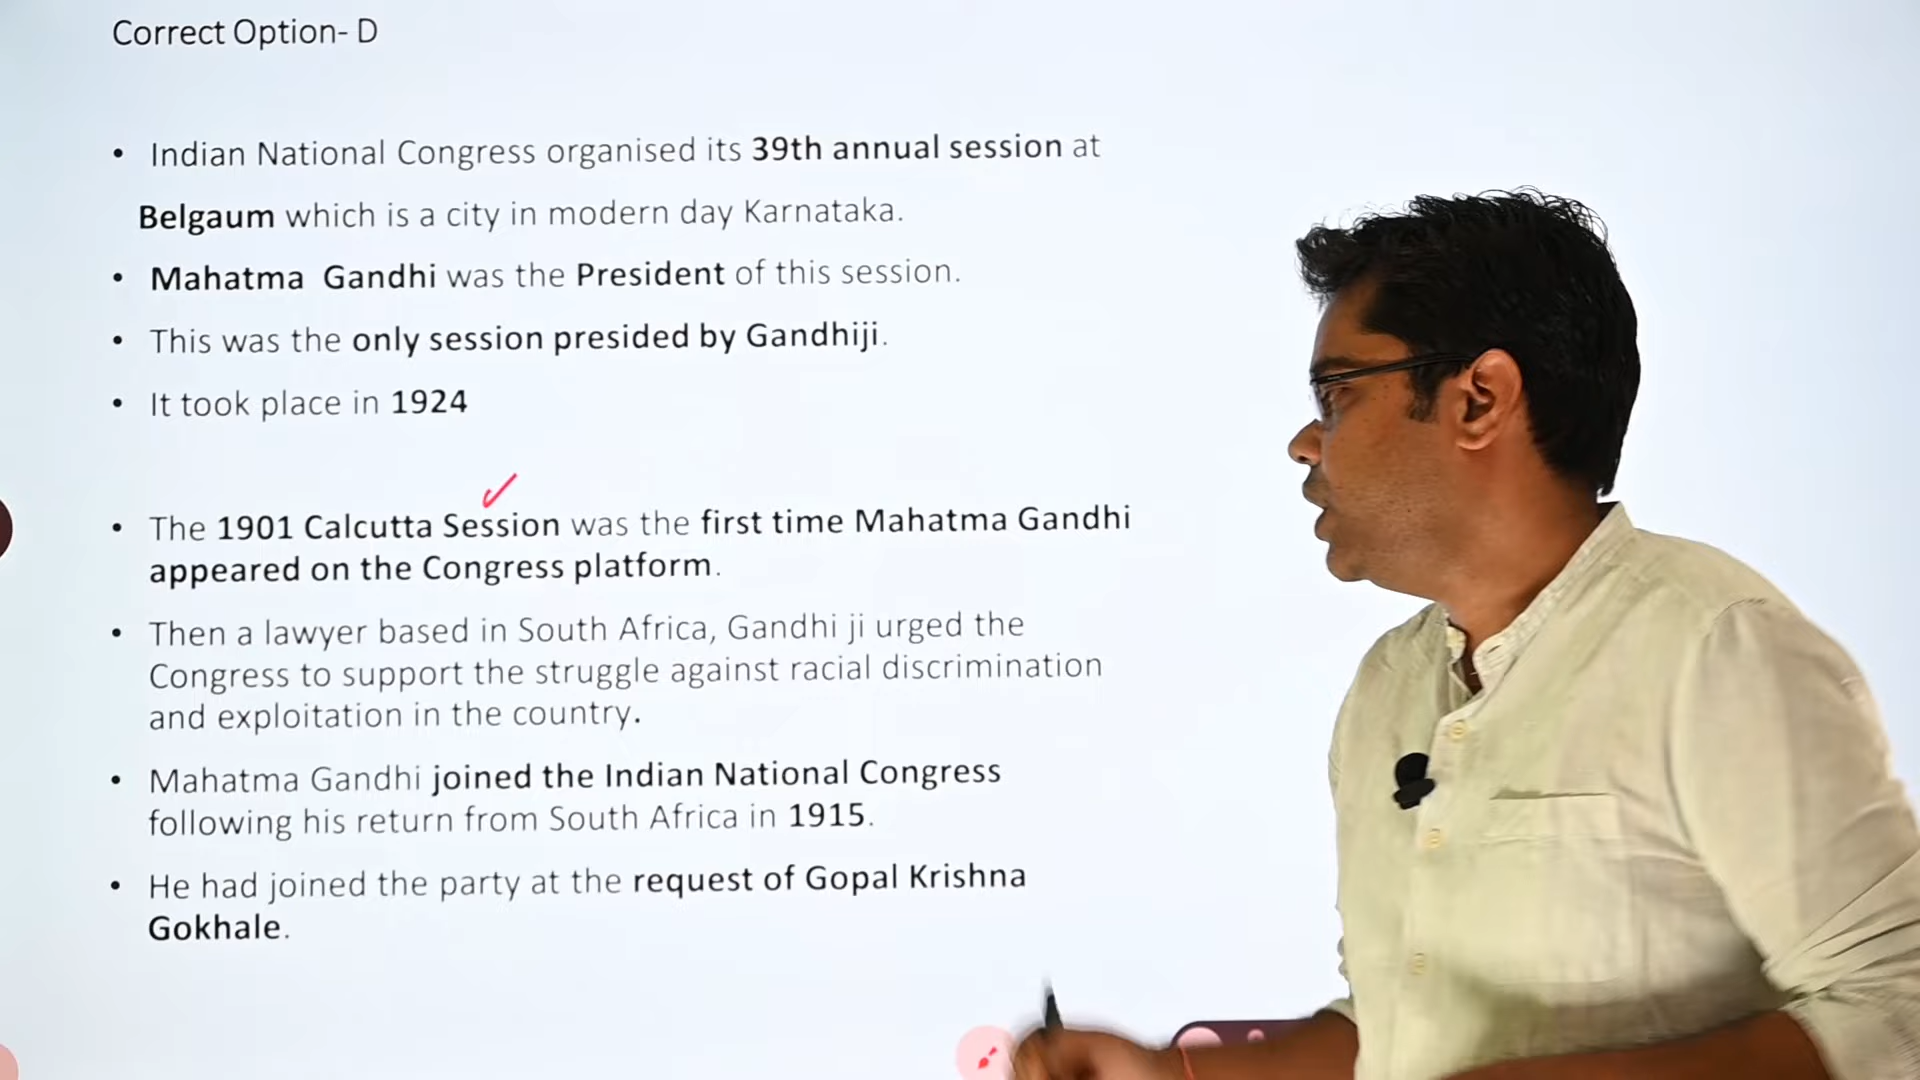 Correct Option- D
• Indian National Congress organised its 39th annual session at
Belgaum which is a city in modern day Karnataka.
• Mahatma Gandhi was the President of this session.
• This was the only session presided by Gandhiji.
• It took place in 1924
• The 1901 Calcutta Session was the first time Mahatma Gandhi
appeared on the Congress platform.
• Then a lawyer based in South Africa, Gandhi ji urged the
Congress to support the struggle against racial discrimination
and exploitation in the country.
• Mahatma Gandhi joined the Indian National Congress
following his return from South Africa in 1915.
• He had joined the party at the request of Gopal Krishna
Gokhale.